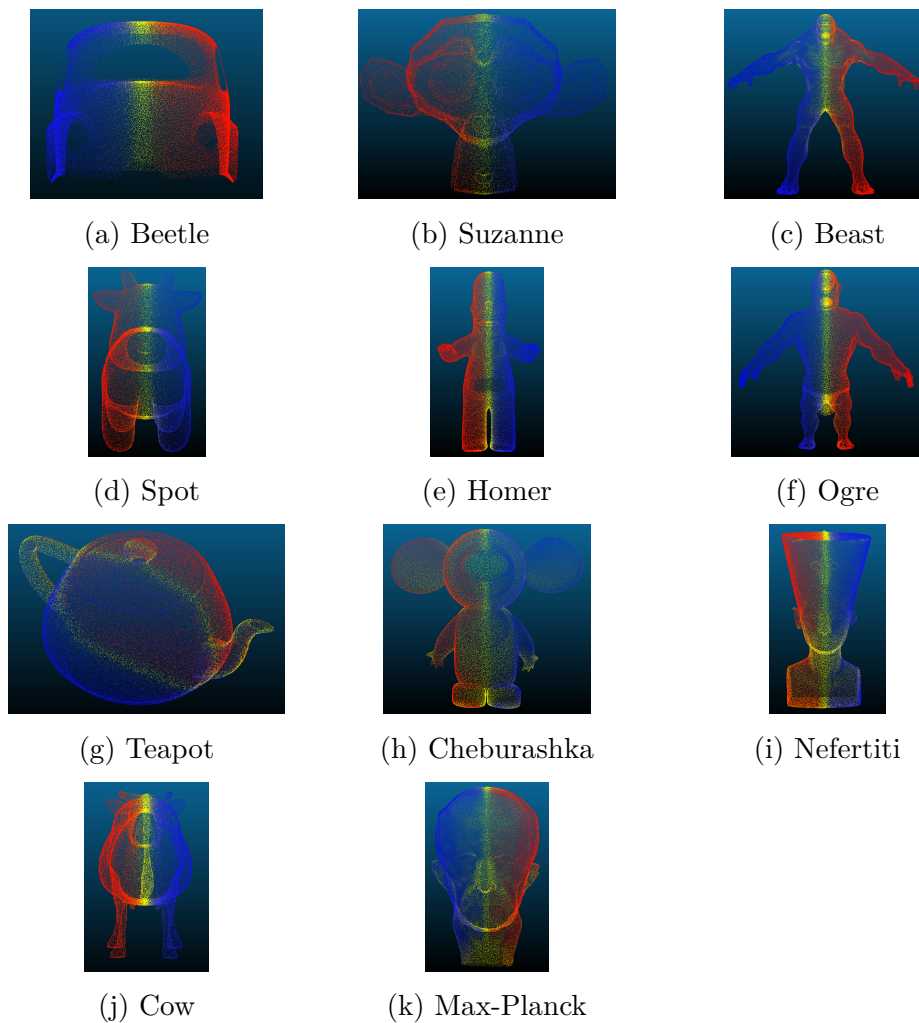 (a) Beetle
(b) Suzanne
(c) Beast
(d) Spot
(e) Homer
(f) Ogre
(g) Teapot
(h) Cheburashka
(i) Nefertiti
(j) Cow
(k) Max-Planck